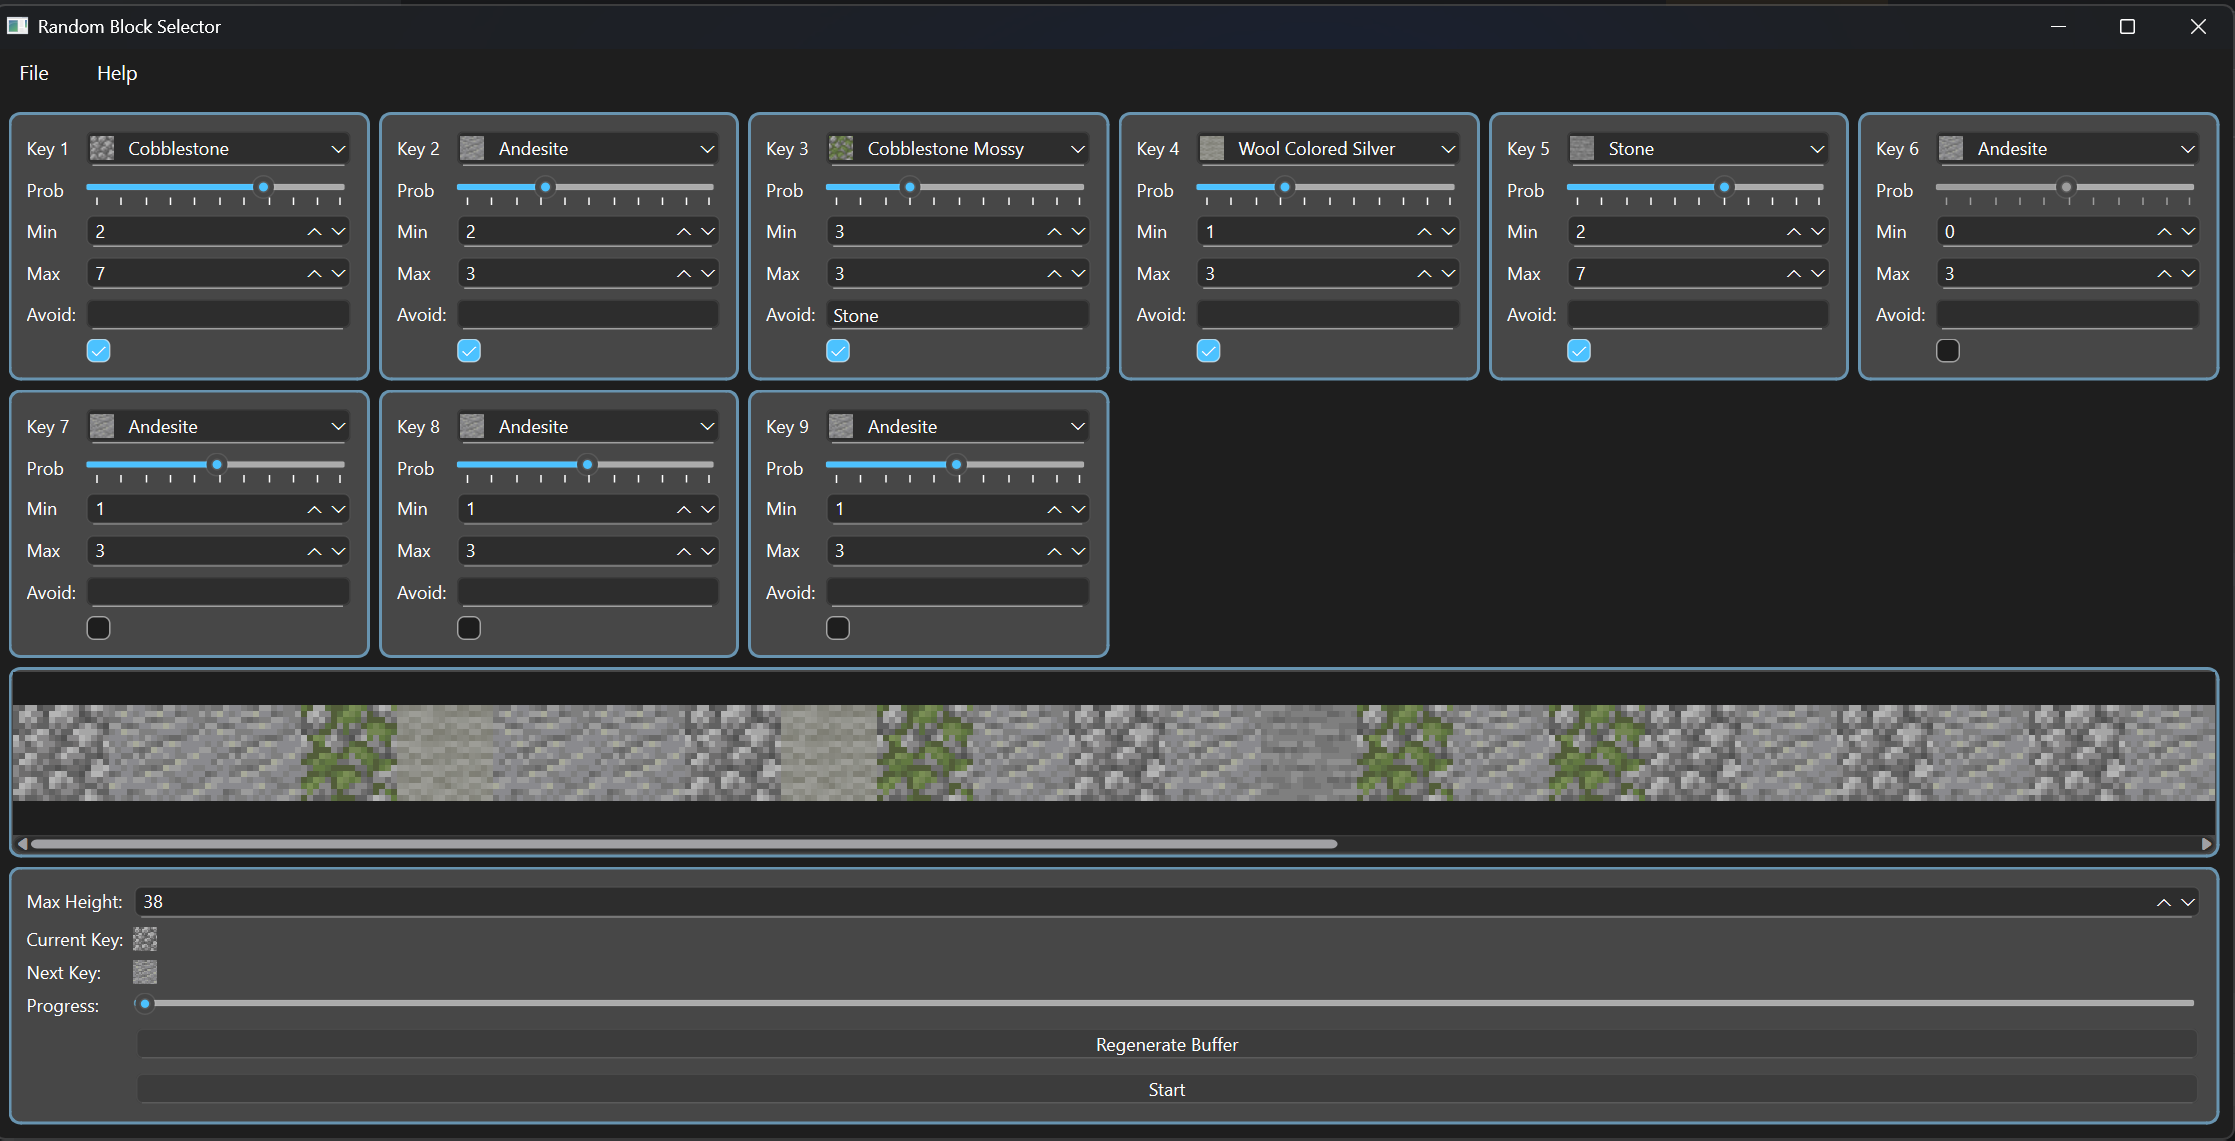 Random Block Selector
File Help
Key 1 Cobblestone Key 2 Andesite Key 3 Cobblestone Mossy Key 4 Wool Colored Silver Key 5 Stone Key 6 Andesite
Prob Prob Prob Prob Prob Prob
Min 2 Min 2 Min 3 Min 1 Min 2 Min 0
Max 7 Max 3 Max 3 Max 3 Max 7 Max 3
Avoid: Avoid: Avoid: Stone Avoid: Avoid: Avoid:
Key 7 Andesite Key 8 Andesite Key 9 Andesite
Prob Prob Prob
Min 1 Min 1 Min 1
Max 3 Max 3 Max 3
Avoid: Avoid: Avoid:
Max Height: 38
Current Key:
Next Key:
Progress:
Regenerate Buffer
Start